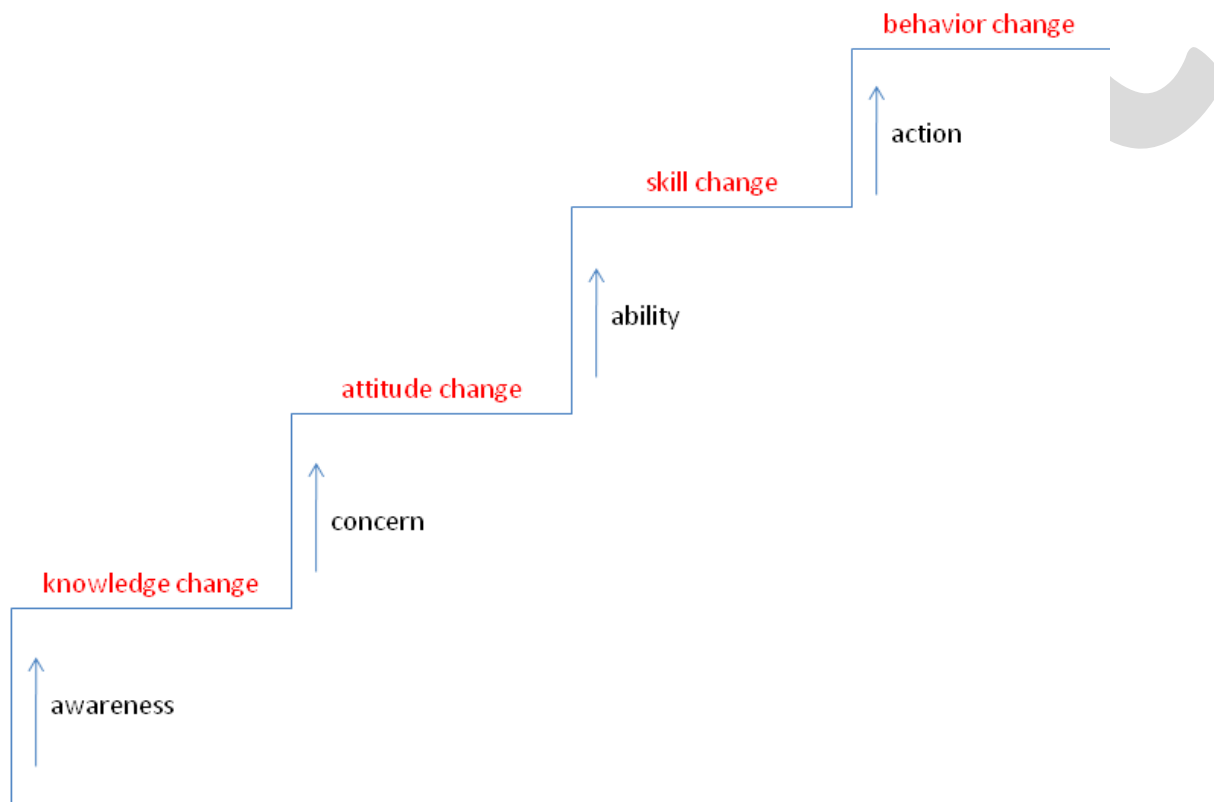 behavior change
action
skill change
ability
attitude change
concern
knowledge change
awareness